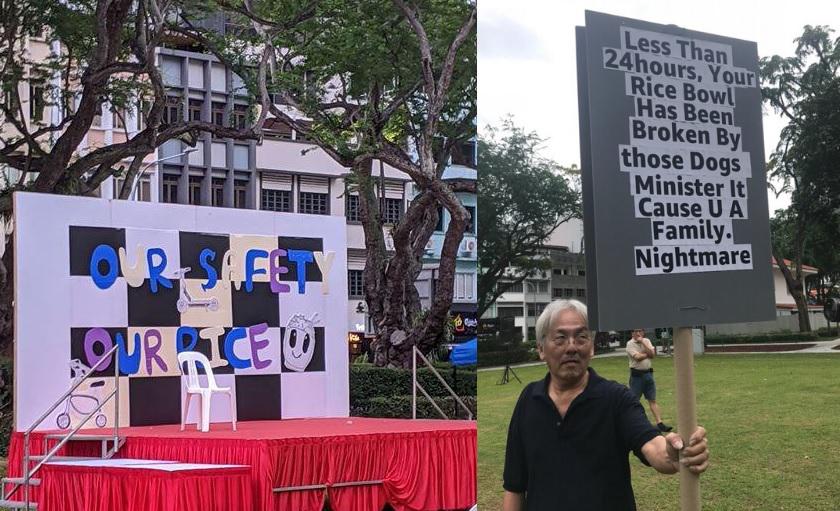 OUR SAFETY
OUR RICE
Less Than
24hours, Your
Rice Bowl
Has Been
Broken By
those Dogs
Minister It
Cause U A
Family.
Nightmare